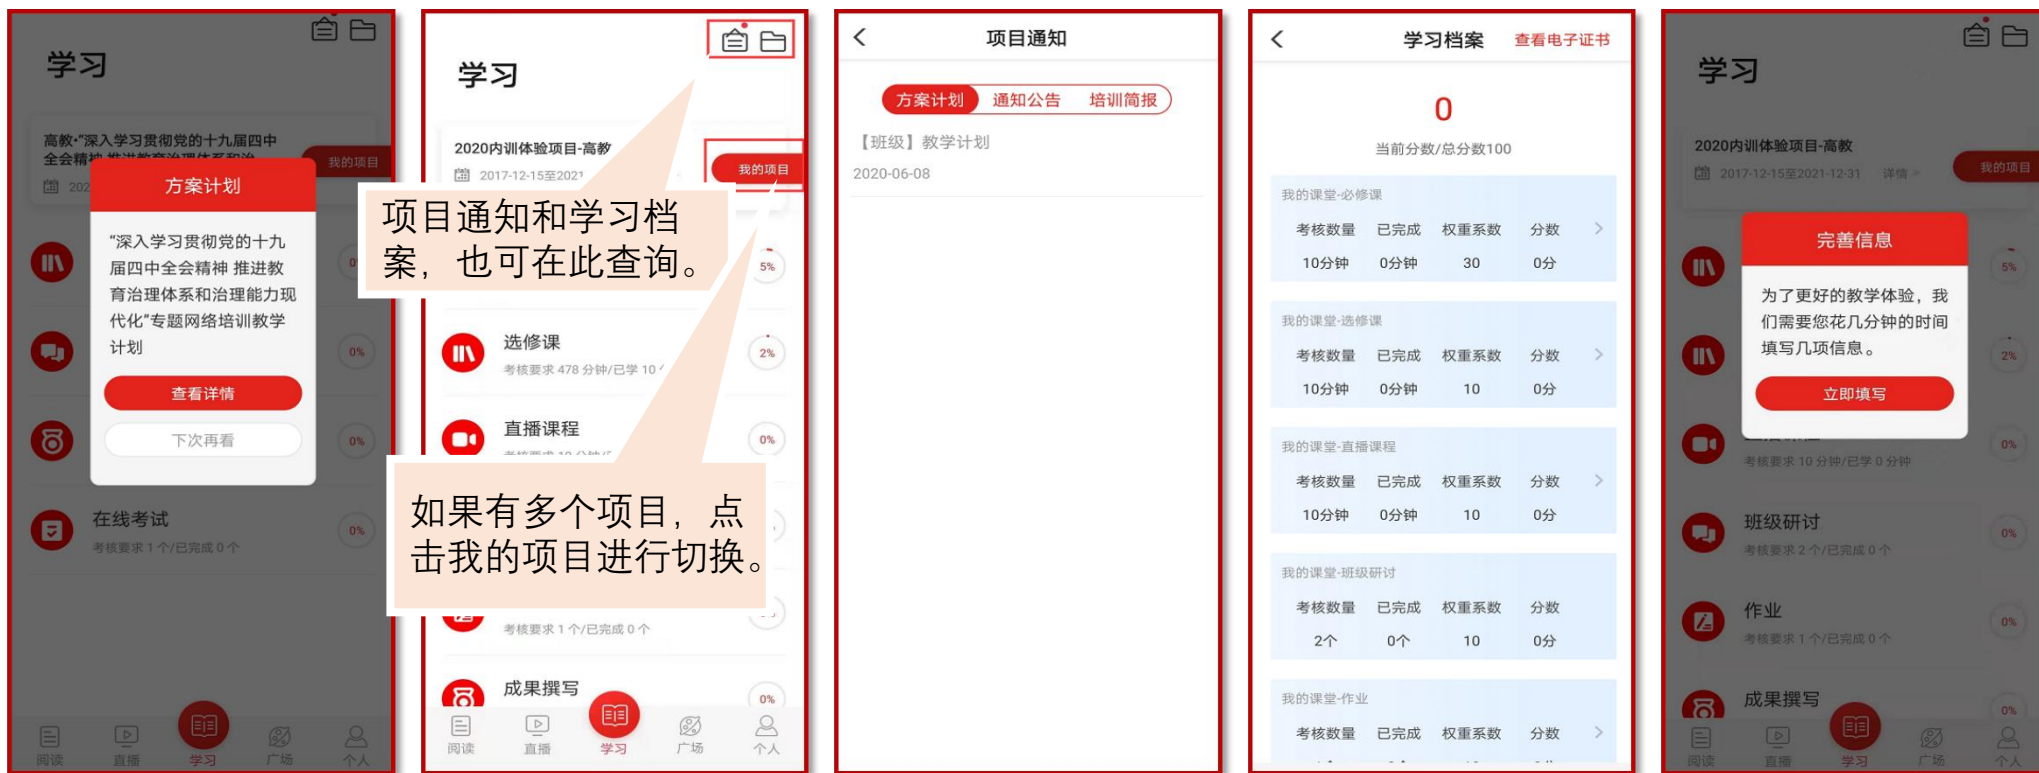 学习
高教·“深入学习贯彻党的十九届四中
我的项目
方案计划
“深入学习贯彻党的十九
届四中全会精神 推进教
育治理体系和治理能力现
代化”专题网络培训教学
计划
查看详情
下次再看
0%
0%
在线考试
考核要求 1 个/已完成 0 个
0%
阅读
直播
学习
广场
个人
学习
2020内训体验项目-高教
2017-12-15至2021
我的项目
项目通知和学习档
案，也可在此查询。
5%
选修课
考核要求 478 分钟/已学 10
2%
直播课程
0%
如果有多个项目，点
击我的项目进行切换。
考核要求 1 个/已完成 0 个
成果撰写
0%
阅读
直播
学习
广场
个人
项目通知
方案计划 通知公告 培训简报
【班级】教学计划
2020-06-08
学习档案 查看电子证书
0
当前分数/总分数100
我的课堂-必修课
考核数量 已完成 权重系数 分数
10分钟 0分钟 30 0分
我的课堂-选修课
考核数量 已完成 权重系数 分数
10分钟 0分钟 10 0分
我的课堂-直播课程
考核数量 已完成 权重系数 分数
10分钟 0分钟 10 0分
我的课堂-班级研讨
考核数量 已完成 权重系数 分数
2个 0个 10 0分
我的课堂-作业
考核数量 已完成 权重系数 分数
学习
2020内训体验项目-高教
2017-12-15至2021-12-31 详情
我的项目
完善信息
为了更好的教学体验，我
们需要您花几分钟的时间
填写几项信息。
立即填写
5%
2%
考核要求 10 分钟/已学 0 分钟
0%
班级研讨
考核要求 2 个/已完成 0 个
0%
作业
考核要求 1 个/已完成 0 个
0%
成果撰写
0%
阅读
直播
学习
广场
个人